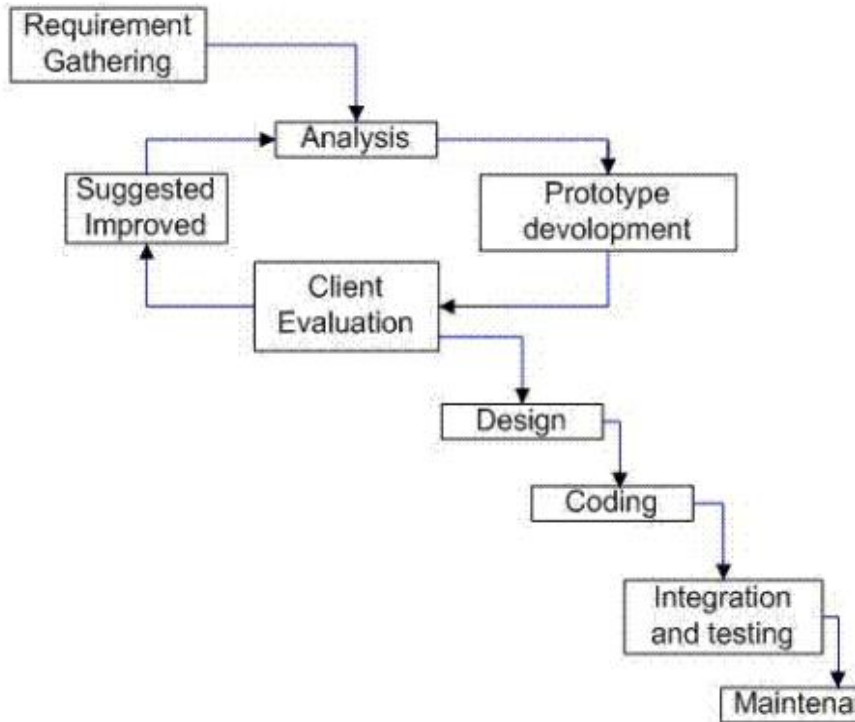 Requirement
Gathering
Analysis
Suggested
Improved
Prototype
devolopment
Client
Evaluation
Design
Coding
Integration
and testing
Maintena